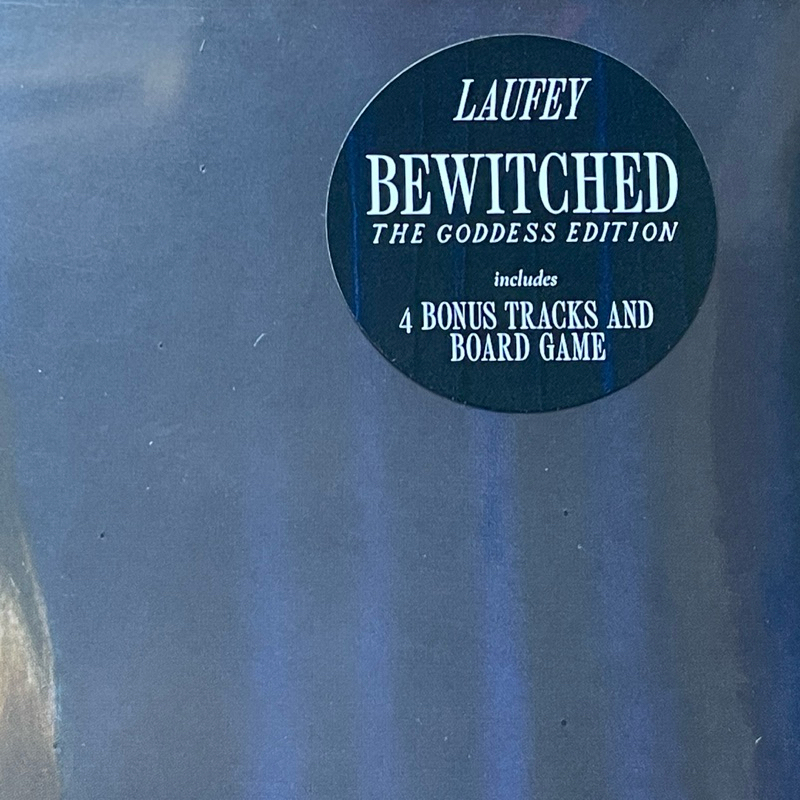 LAUFEY
BEWITCHED
THE GODDESS EDITION
includes
4 BONUS TRACKS AND
BOARD GAME